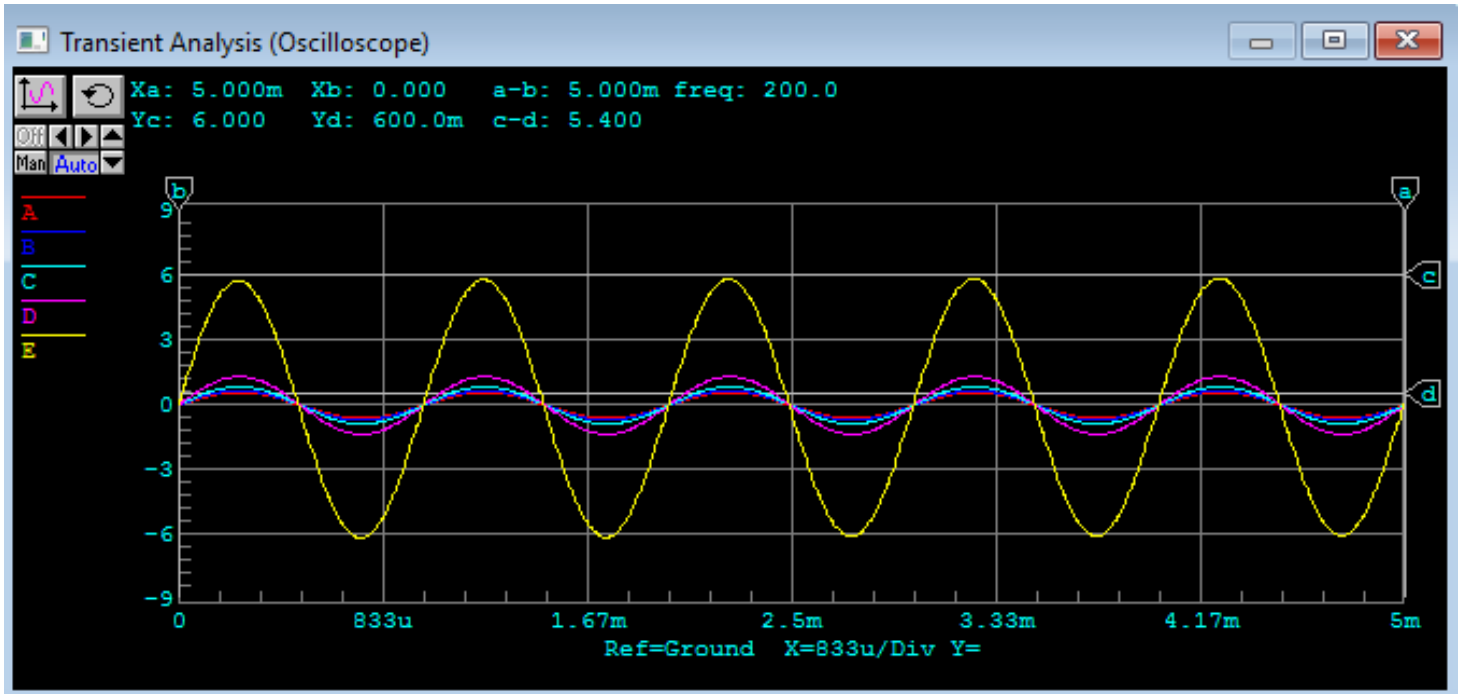 Transient Analysis (Oscilloscope)
Xa: 5.000m Xb: 0.000 a-b: 5.000m freq: 200.0
Yc: 6.000 Yd: 600.0m c-d: 5.400
Off
Man Auto
b a
A
B
C
D
E
9
6
3
0
-3
-6
-9
c
d
0 833u 1.67m 2.5m 3.33m 4.17m 5m
Ref=Ground X=833u/Div Y=